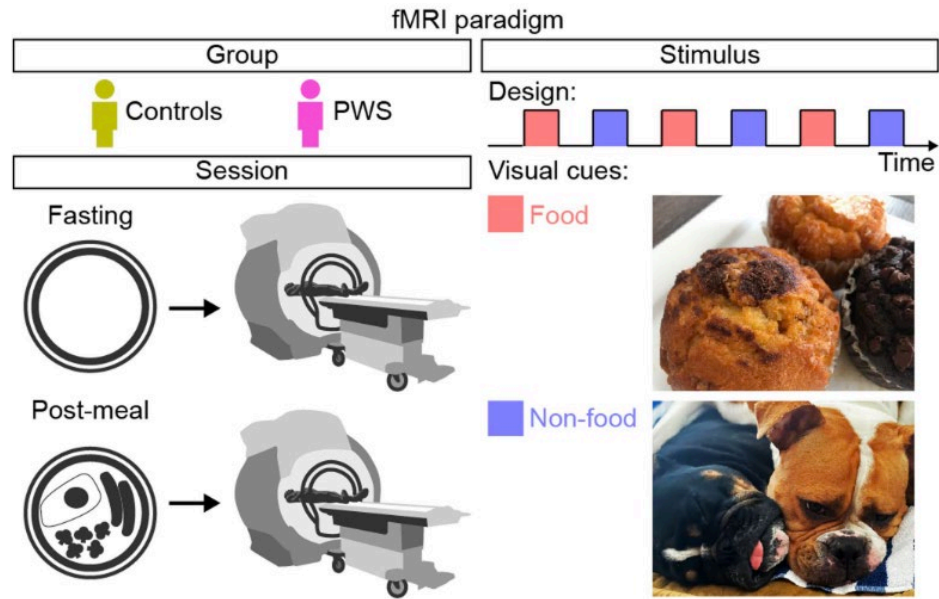 fMRI paradigm
Group
Controls
PWS
Session
Fasting
Post-meal
Stimulus
Design:
Time
Visual cues:
Food
Non-food